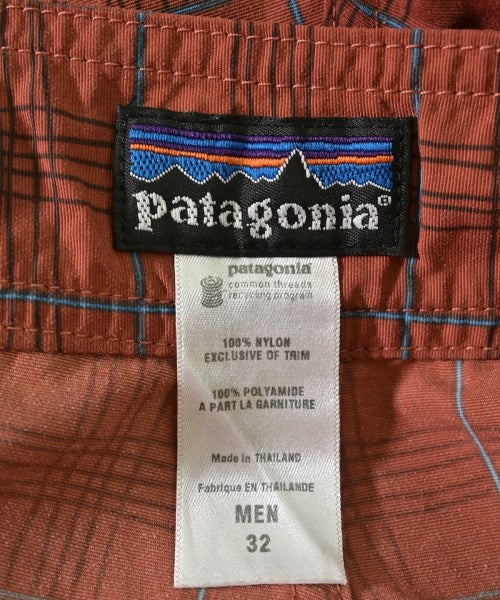 patagonia®
patagonia®
common threads
recycling program
100% NYLON
EXCLUSIVE OF TRIM
100% POLYAMIDE
A PART LA GARNITURE
Made in THAILAND
Fabrique EN THAILANDE
MEN
32